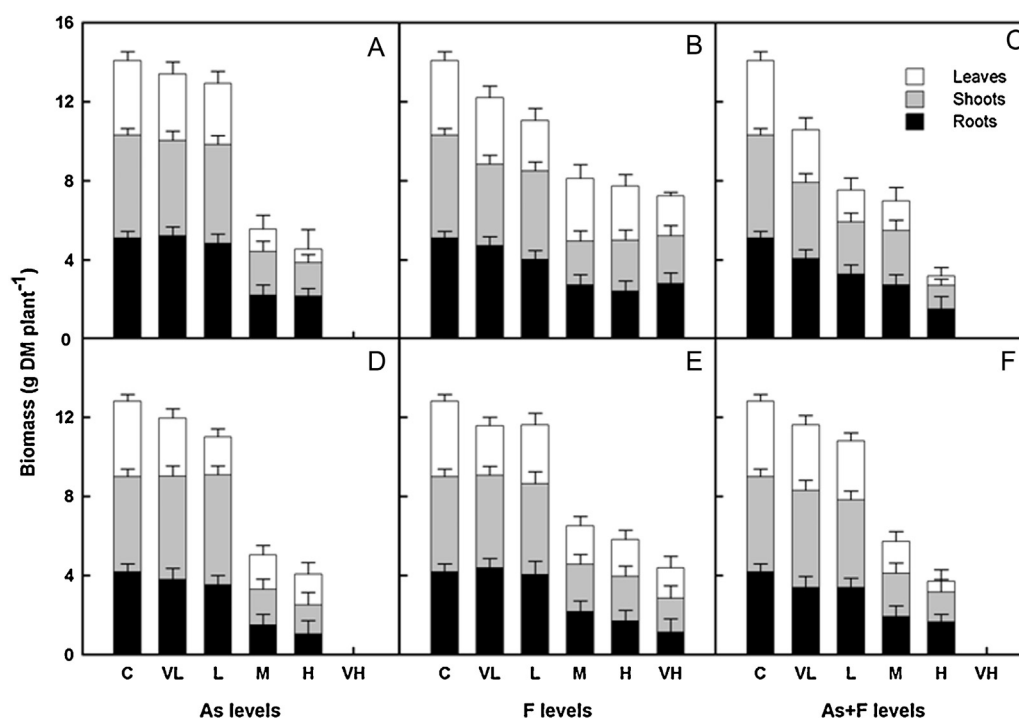 16
12
8
4
0
A
B
C
Leaves
Shoots
Roots
Biomass (g DM plant⁻¹)
12
8
4
0
D
E
F
C VL L M H VH
C VL L M H VH
C VL L M H VH
As levels
F levels
As+F levels